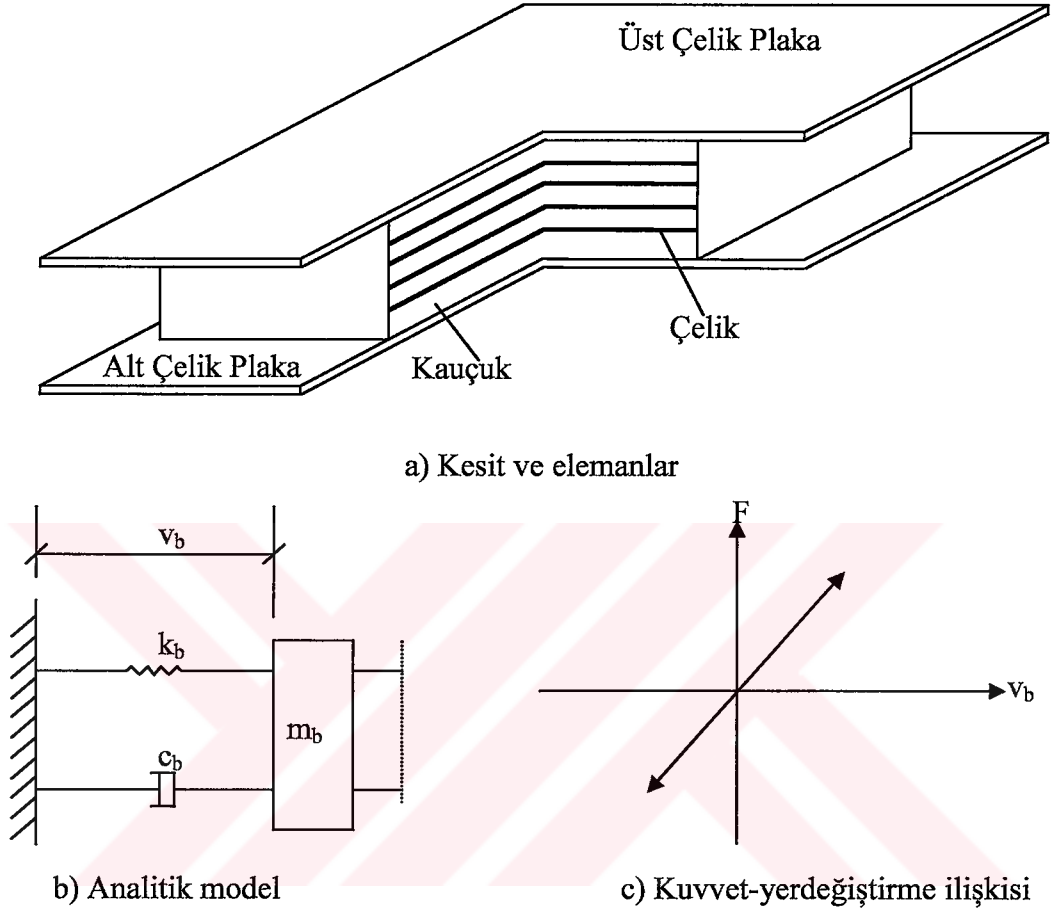 Üst Çelik Plaka
Çelik
Alt Çelik Plaka
Kauçuk
a) Kesit ve elemanlar
v_b
k_b
c_b
m_b
F
v_b
b) Analitik model
c) Kuvvet-yerdeğiştirme ilişkisi